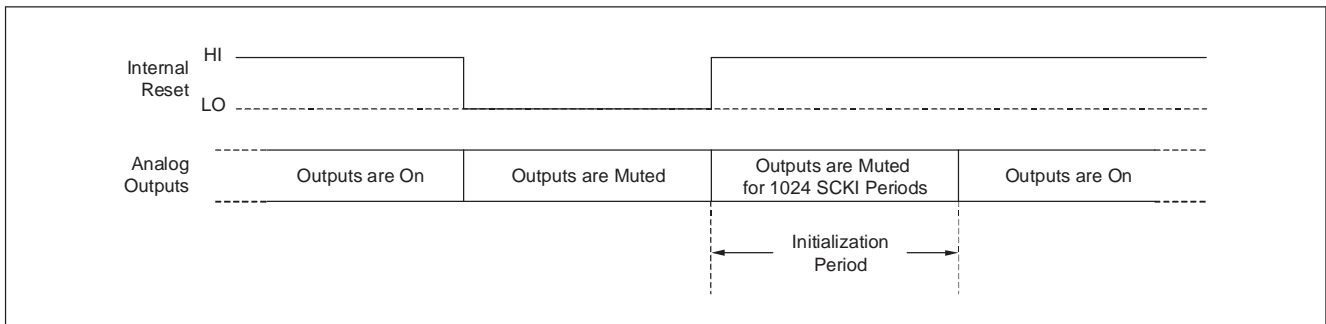 HI
Internal
Reset
LO
Analog
Outputs
Outputs are On
Outputs are Muted
Outputs are Muted
for 1024 SCKI Periods
Outputs are On
Initialization
Period